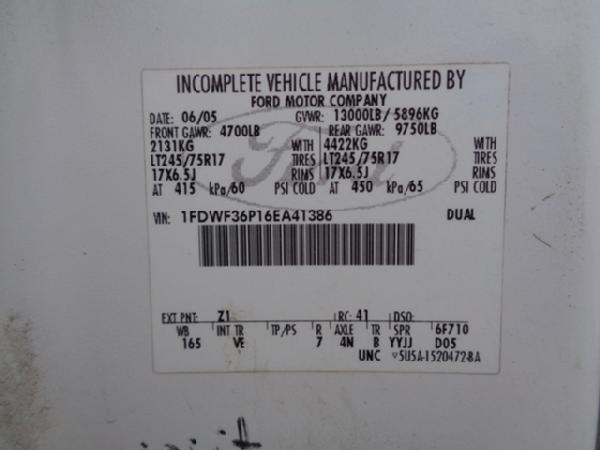 INCOMPLETE VEHICLE MANUFACTURED BY
FORD MOTOR COMPANY
DATE: 06/05 GVWR: 13000LB/5896KG
FRONT GAWR: 4700LB REAR GAWR: 9750LB
2131KG WITH 4422KG WITH
LT245/75R17 TIRES LT245/75R17 TIRES
17X6.5J RIMS 17X6.5J RIMS
AT 415 kPa/60 PSI COLD AT 450 kPa/65 PSI COLD
VIN: 1FDWF36P16EA41386 DUAL
EXT PNT: Z1 RC: 41 DSO:
WB INT TR TP/PS R AXLE TR SPR 6F710
165 VE 7 4N B YYJJ D05
UNC 5U5A-1520472-BA